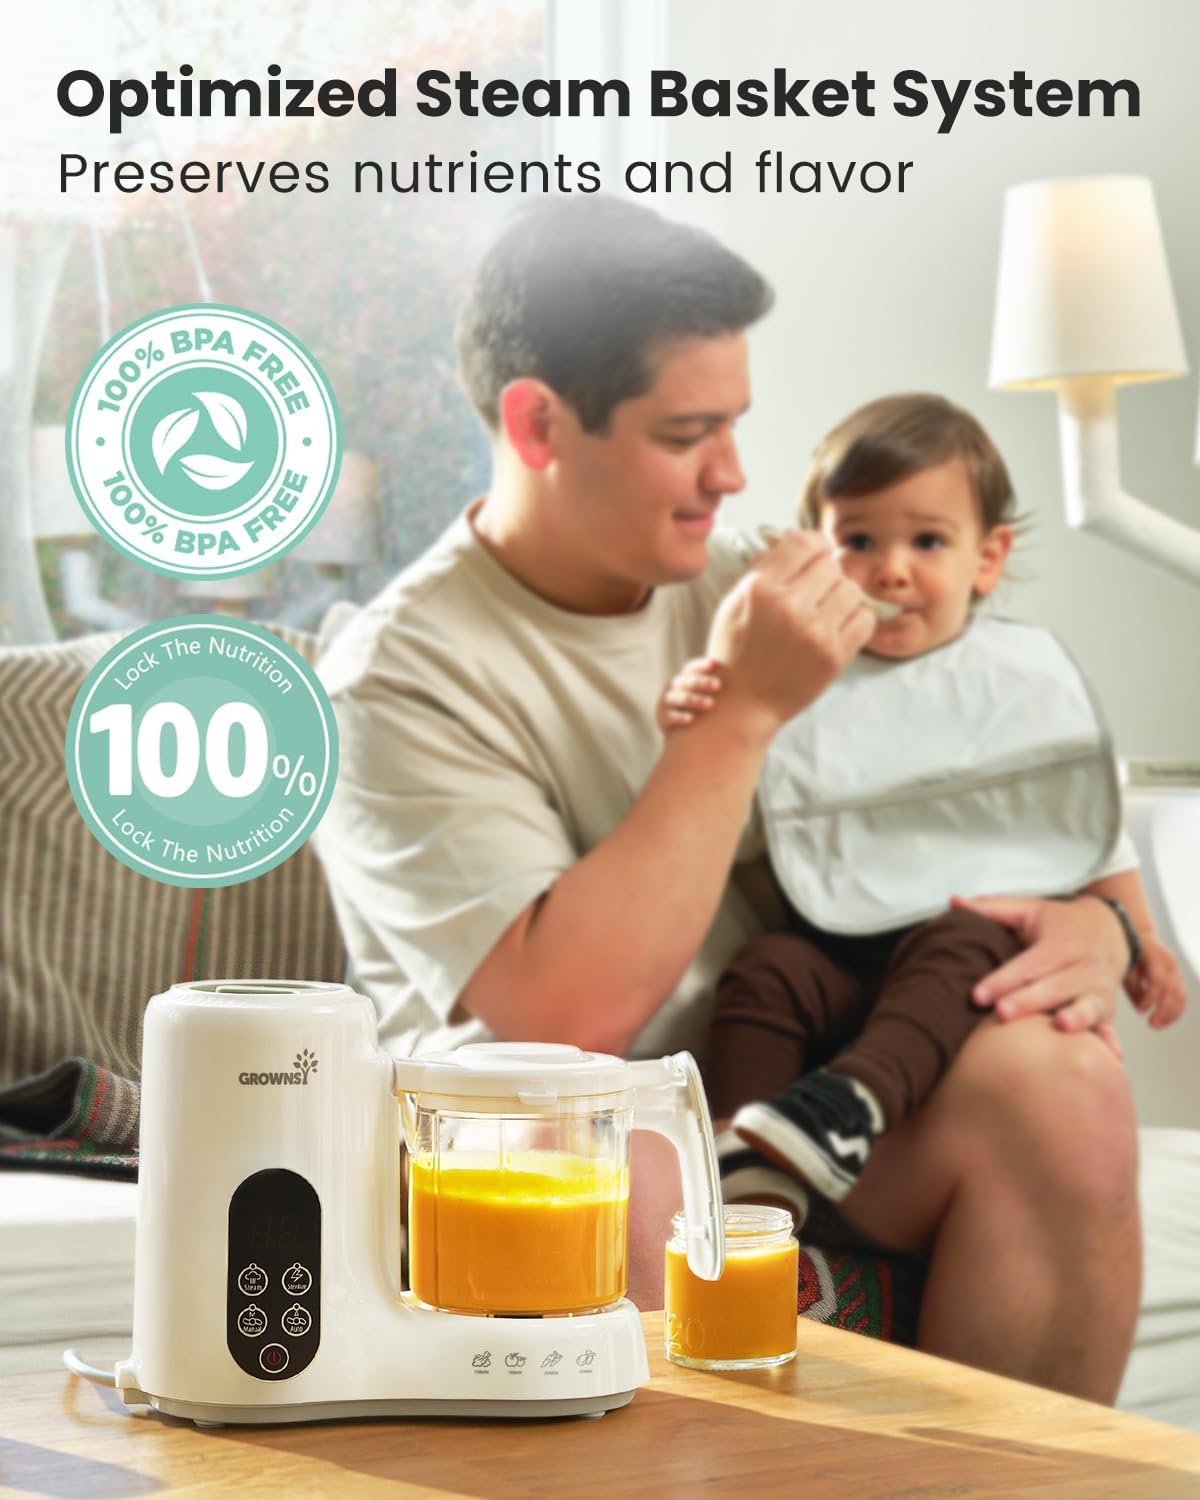 Optimized Steam Basket System
Preserves nutrients and flavor
100% BPA FREE
100% BPA FREE
Lock The Nutrition
100%
Lock The Nutrition
GROWNSY
Steam
Sterilize
M
Manual
A
Auto
20